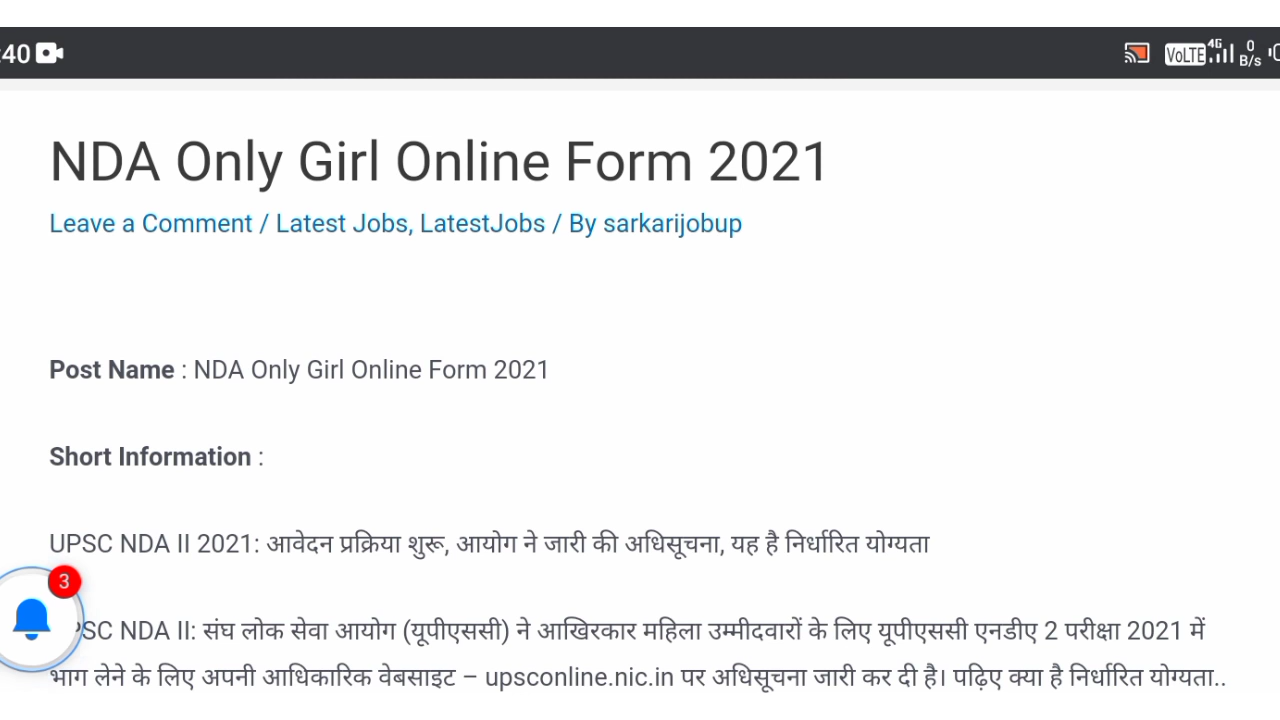 :40
VoLTE 4G 0 B/s
NDA Only Girl Online Form 2021
Leave a Comment / Latest Jobs, LatestJobs / By sarkarijobup
Post Name : NDA Only Girl Online Form 2021
Short Information :
UPSC NDA II 2021: आवेदन प्रक्रिया शुरू, आयोग ने जारी की अधिसूचना, यह है निर्धारित योग्यता
3
PSC NDA II: संघ लोक सेवा आयोग (यूपीएससी) ने आखिरकार महिला उम्मीदवारों के लिए यूपीएससी एनडीए 2 परीक्षा 2021 में
भाग लेने के लिए अपनी आधिकारिक वेबसाइट – upsconline.nic.in पर अधिसूचना जारी कर दी है। पढ़िए क्या है निर्धारित योग्यता..